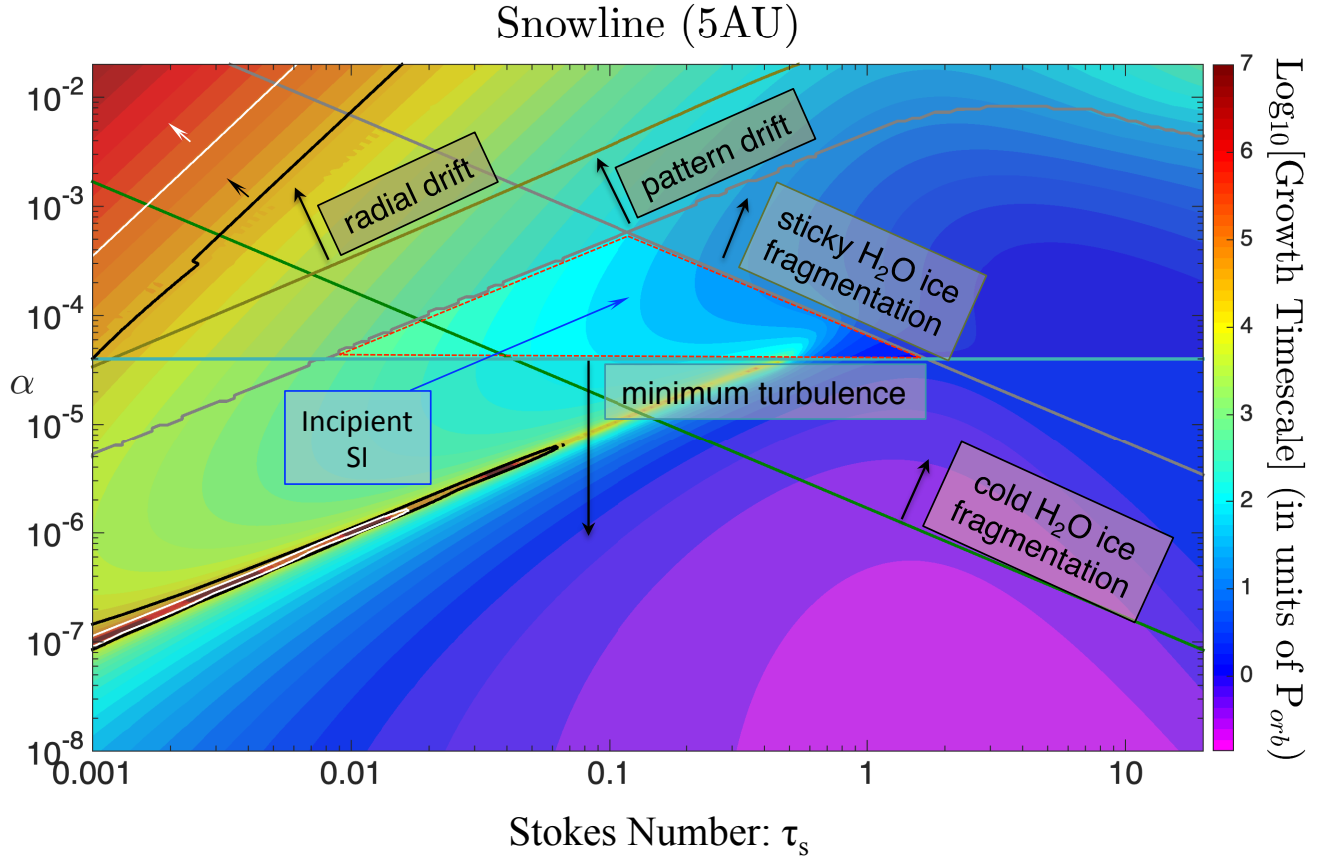 Snowline (5AU)
10⁻²
10⁻³
10⁻⁴
α
10⁻⁵
10⁻⁶
10⁻⁷
10⁻⁸
radial drift
pattern drift
sticky H₂O ice
fragmentation
minimum turbulence
Incipient
SI
cold H₂O ice
fragmentation
0.001
0.01
0.1
1
10
Stokes Number: τₛ
7
6
5
4
3
2
1
0
Log₁₀[Growth Timescale] (in units of Pₒᵣb)